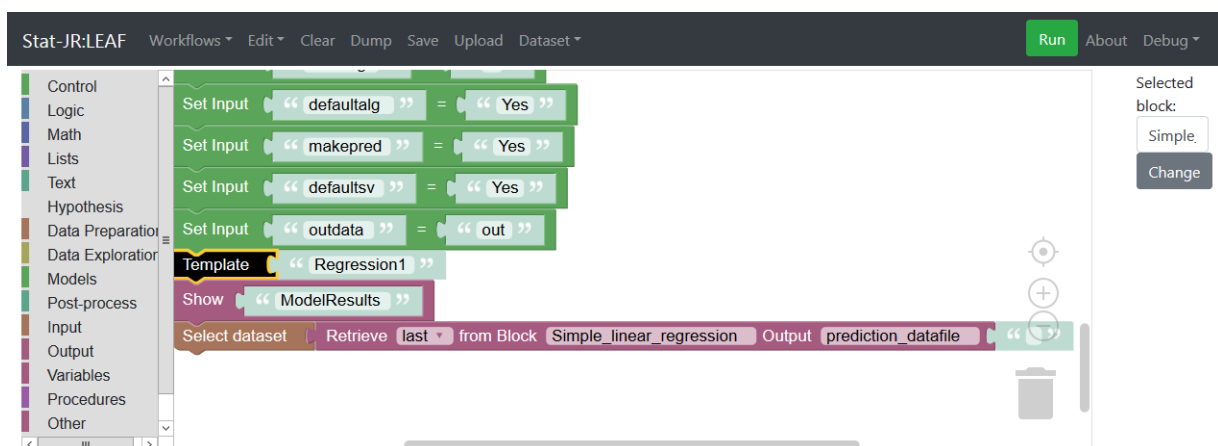 Stat-JR:LEAF Workflows Edit Clear Dump Save Upload Dataset Run About Debug
Control
Logic
Math
Lists
Text
Hypothesis
Data Preparation
Data Exploration
Models
Post-process
Input
Output
Variables
Procedures
Other
Set Input “ defaultalg ” = “ Yes ”
Set Input “ makepred ” = “ Yes ”
Set Input “ defaultsv ” = “ Yes ”
Set Input “ outdata ” = “ out ”
Template “ Regression1 ”
Show “ ModelResults ”
Select dataset Retrieve last from Block Simple_linear_regression Output prediction_datafile “ ”
Selected
block:
Simple_
Change